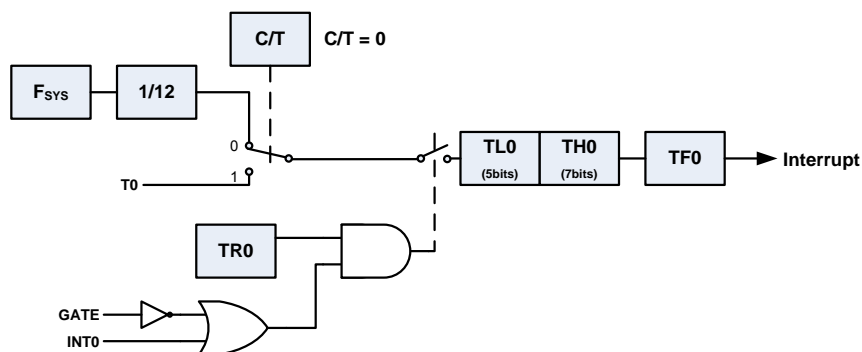 C/T C/T = 0
FSYS 1/12
0
1
T0
TL0 TH0 TF0 Interrupt
(5bits) (7bits)
TR0
GATE
INT0